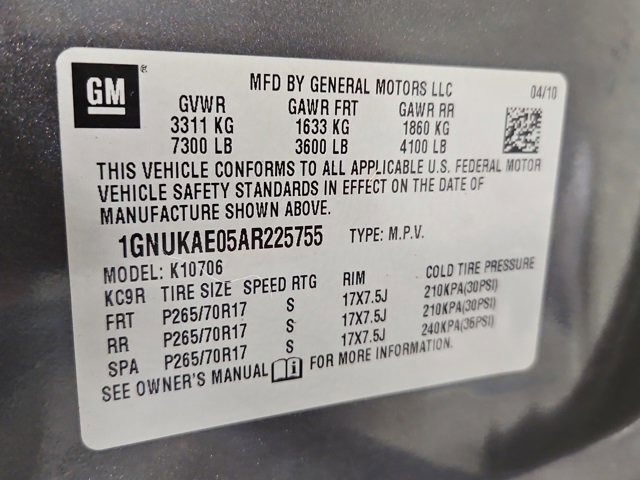 GM ®
MFD BY GENERAL MOTORS LLC 04/10
GVWR GAWR FRT GAWR RR
3311 KG 1633 KG 1860 KG
7300 LB 3600 LB 4100 LB
THIS VEHICLE CONFORMS TO ALL APPLICABLE U.S. FEDERAL MOTOR
VEHICLE SAFETY STANDARDS IN EFFECT ON THE DATE OF
MANUFACTURE SHOWN ABOVE.
1GNUKAE05AR225755 TYPE: M.P.V.
MODEL: K10706
KC9R TIRE SIZE SPEED RTG RIM COLD TIRE PRESSURE
FRT P265/70R17 S 17X7.5J 210KPA(30PSI)
RR P265/70R17 S 17X7.5J 210KPA(30PSI)
SPA P265/70R17 S 17X7.5J 240KPA(35PSI)
SEE OWNER'S MANUAL i FOR MORE INFORMATION.